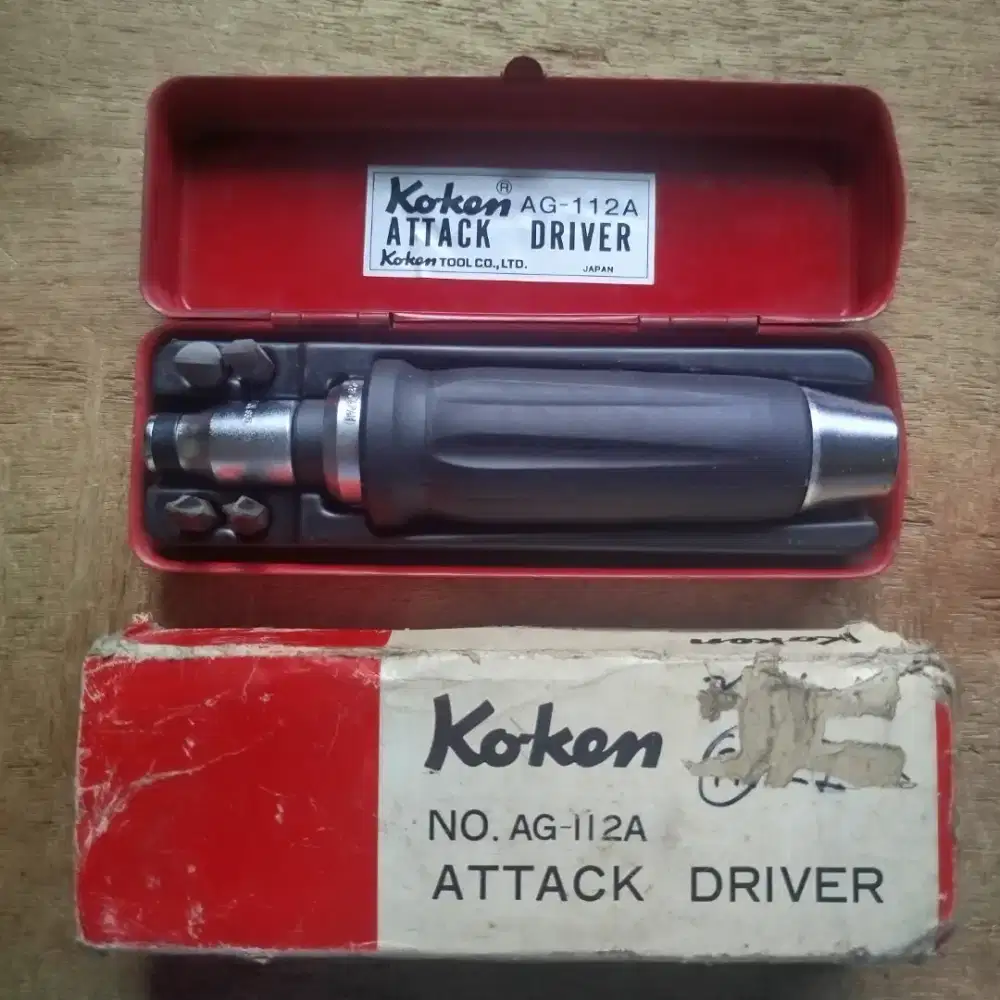 Koken® AG-112A
ATTACK DRIVER
Koken TOOL CO., LTD. JAPAN
Koken
Koken
NO. AG-112A
ATTACK DRIVER